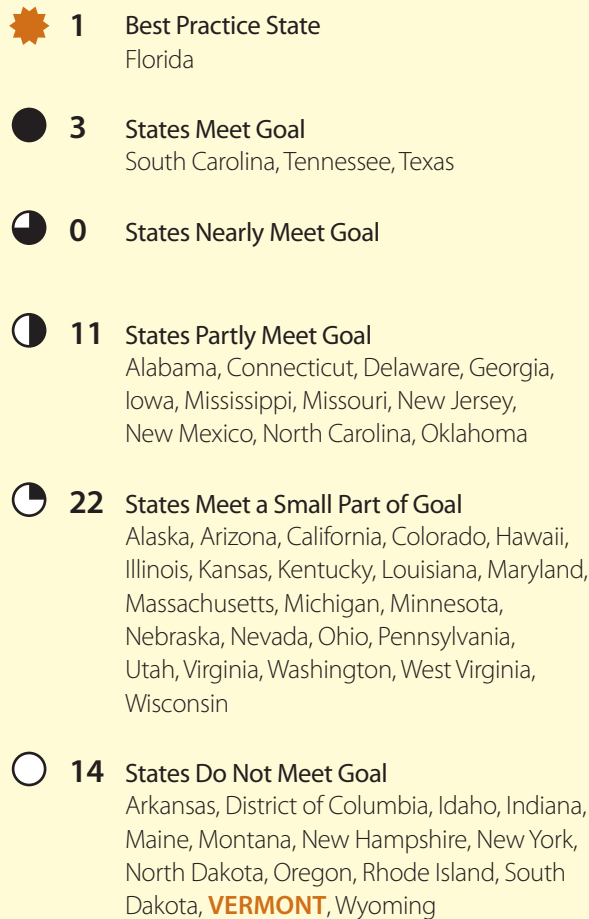 1 Best Practice State
Florida
3 States Meet Goal
South Carolina, Tennessee, Texas
0 States Nearly Meet Goal
11 States Partly Meet Goal
Alabama, Connecticut, Delaware, Georgia,
Iowa, Mississippi, Missouri, New Jersey,
New Mexico, North Carolina, Oklahoma
22 States Meet a Small Part of Goal
Alaska, Arizona, California, Colorado, Hawaii,
Illinois, Kansas, Kentucky, Louisiana, Maryland,
Massachusetts, Michigan, Minnesota,
Nebraska, Nevada, Ohio, Pennsylvania,
Utah, Virginia, Washington, West Virginia,
Wisconsin
14 States Do Not Meet Goal
Arkansas, District of Columbia, Idaho, Indiana,
Maine, Montana, New Hampshire, New York,
North Dakota, Oregon, Rhode Island, South
Dakota, VERMONT, Wyoming